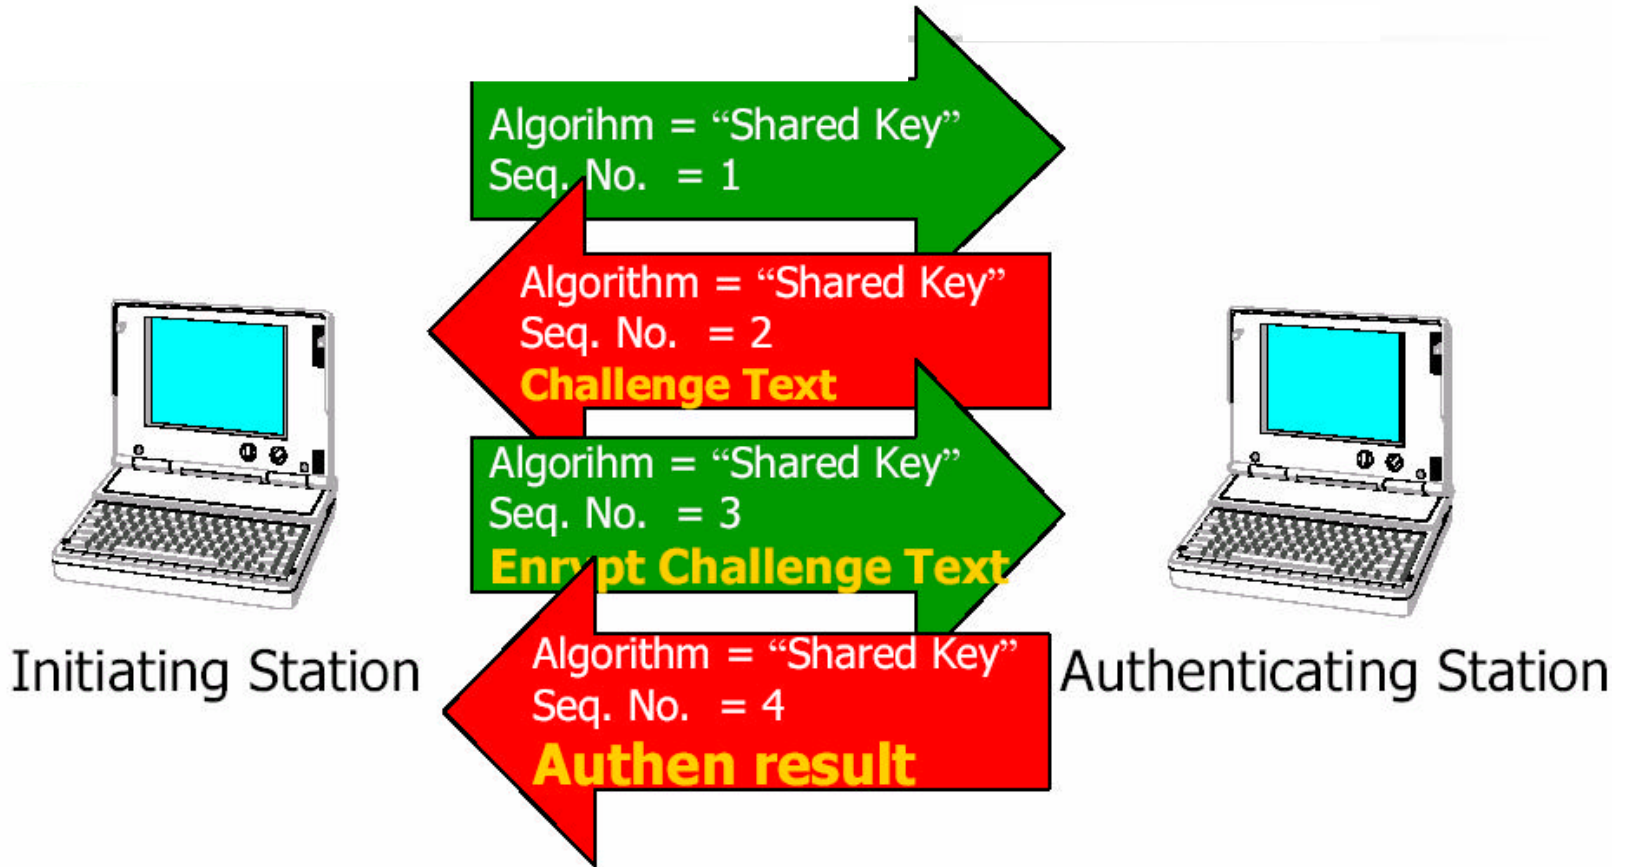 Algorihm = “Shared Key”
Seq. No. = 1
Algorithm = “Shared Key”
Seq. No. = 2
Challenge Text
Algorihm = “Shared Key”
Seq. No. = 3
Enrypt Challenge Text
Algorithm = “Shared Key”
Seq. No. = 4
Authen result
Initiating Station
Authenticating Station